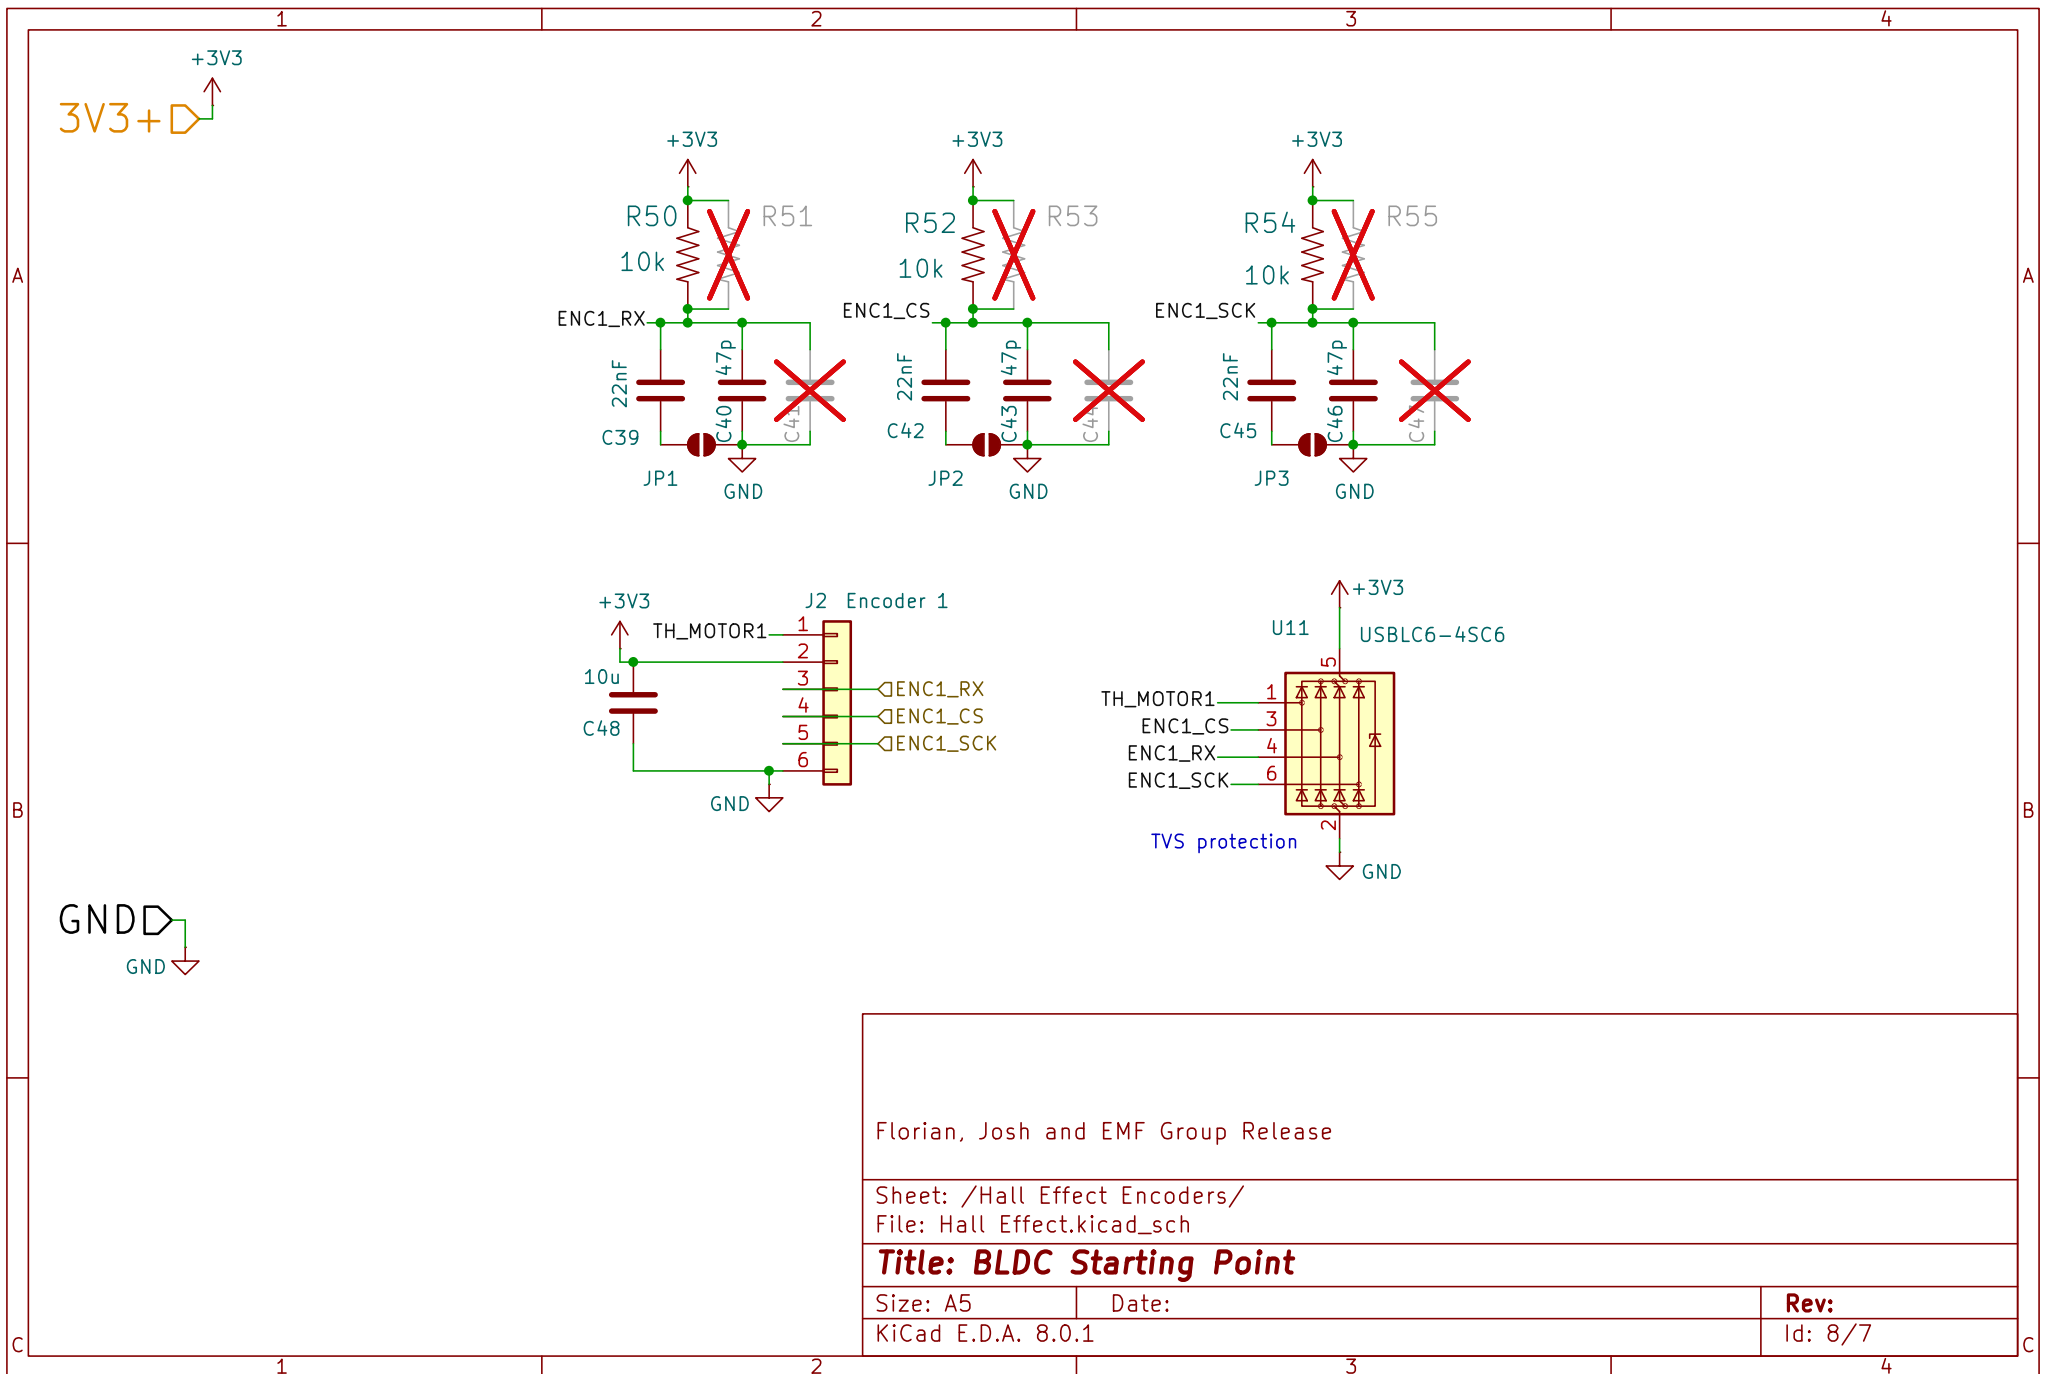 1 2 3 4
+3V3
3V3+
+3V3 +3V3 +3V3
R50 R51 R52 R53 R54 R55
10k 10k 10k
A A
ENC1_RX ENC1_CS ENC1_SCK
22nF 47p 22nF 47p 22nF 47p
C39 C40 C41 C42 C43 C44 C45 C46 C47
JP1 JP2 JP3
GND GND GND
+3V3 J2 Encoder 1 +3V3
TH_MOTOR1 1 U11 USBLC6-4SC6
2 5
10u 3 ENC1_RX TH_MOTOR1 1
4 ENC1_CS ENC1_CS 3
C48 5 ENC1_SCK ENC1_RX 4
6 ENC1_SCK 6
GND 2
B B
TVS protection
GND
GND
GND
Florian, Josh and EMF Group Release
Sheet: /Hall Effect Encoders/
File: Hall Effect.kicad_sch
Title: BLDC Starting Point
Size: A5 Date: Rev:
KiCad E.D.A. 8.0.1 Id: 8/7
C C
1 2 3 4